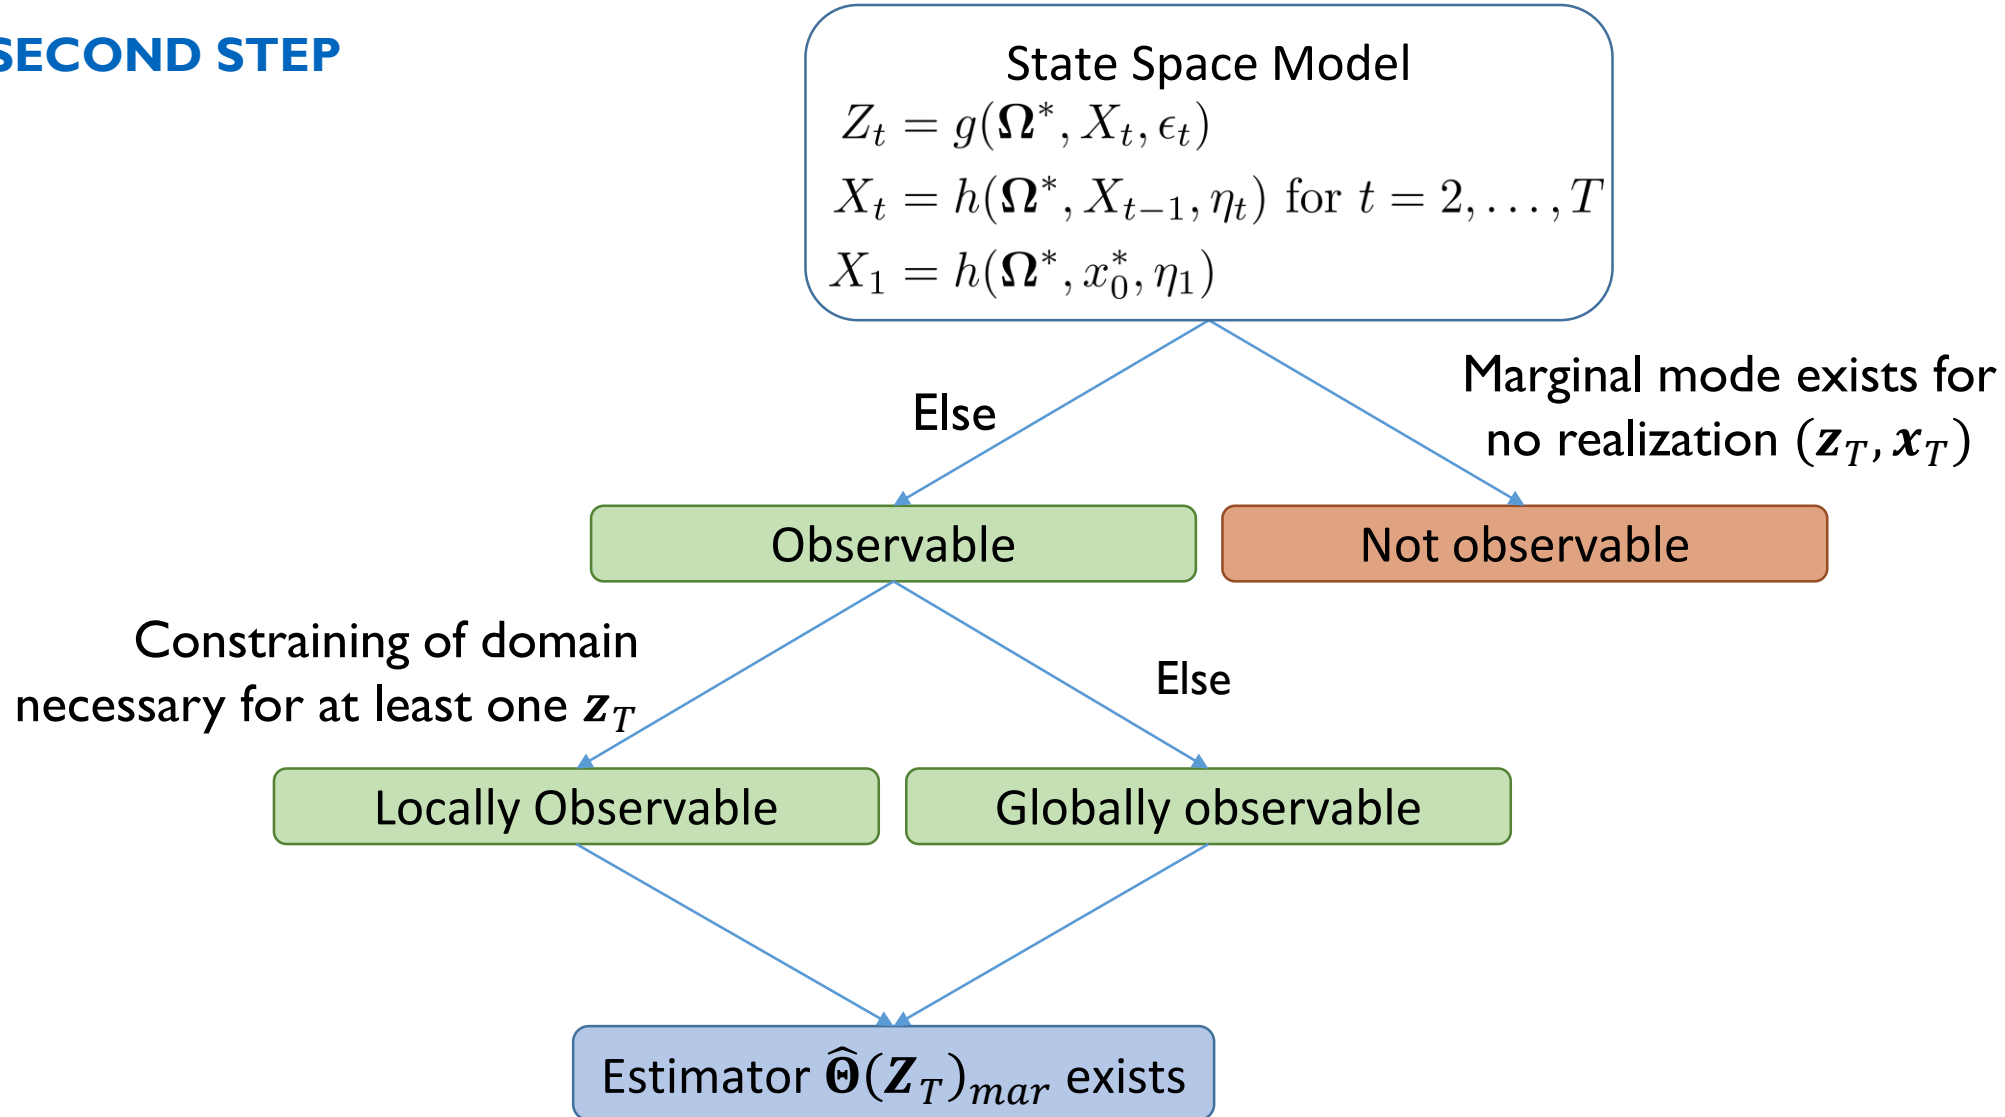 SECOND STEP
State Space Model
Z_t = g(Ω*, X_t, ϵ_t)
X_t = h(Ω*, X_{t−1}, η_t) for t = 2, . . . , T
X_1 = h(Ω*, x_0^*, η_1)
Else
Marginal mode exists for
no realization (z_T, x_T)
Observable
Not observable
Constraining of domain
necessary for at least one z_T
Else
Locally Observable
Globally observable
Estimator Θ̂(Z_T)_{mar} exists